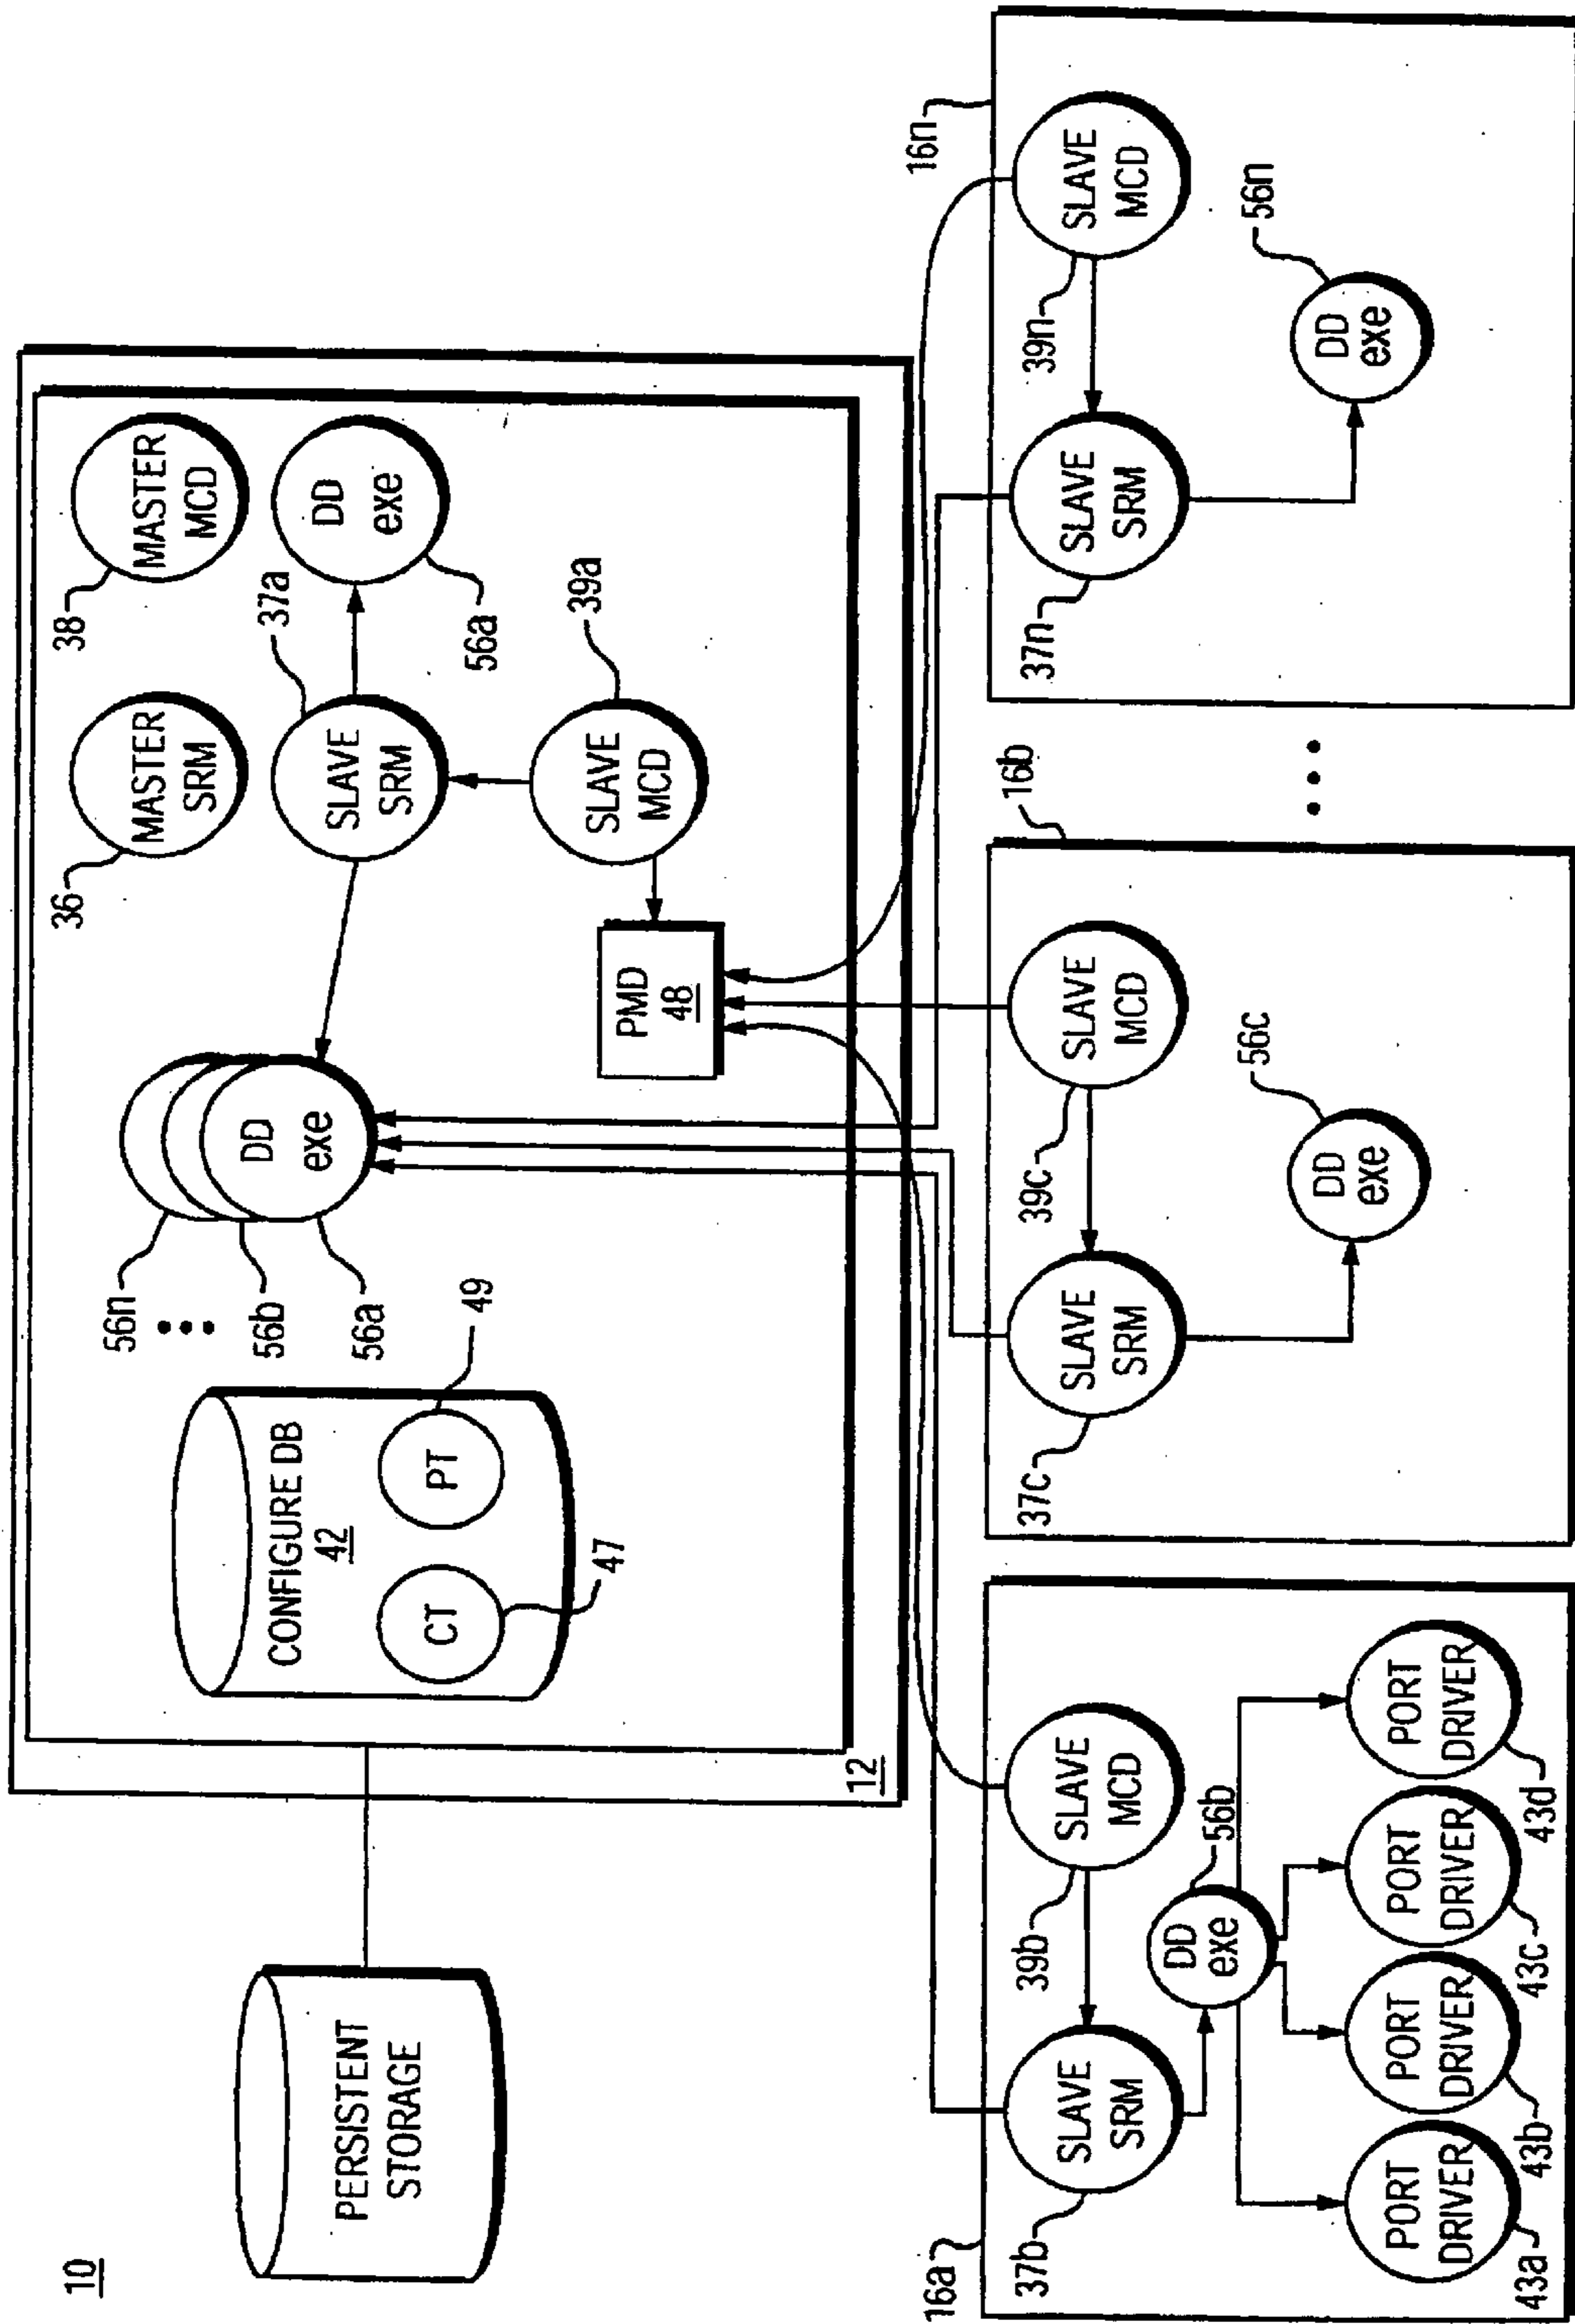 10
PERSISTENT
STORAGE
12
CONFIGURE DB
42
CT
PT
47
49
56n
56b
56a
DD
exe
36
MASTER
SRM
38
MASTER
MCD
37a
SLAVE
SRM
DD
exe
56a
39a
SLAVE
MCD
PMD
48
16a
37b
SLAVE
SRM
39b
SLAVE
MCD
56b
DD
exe
PORT
DRIVER
43a
PORT
DRIVER
43b
PORT
DRIVER
43c
PORT
DRIVER
43d
16b
37c
SLAVE
SRM
39c
SLAVE
MCD
56c
DD
exe
16n
37n
SLAVE
SRM
39n
SLAVE
MCD
56n
DD
exe